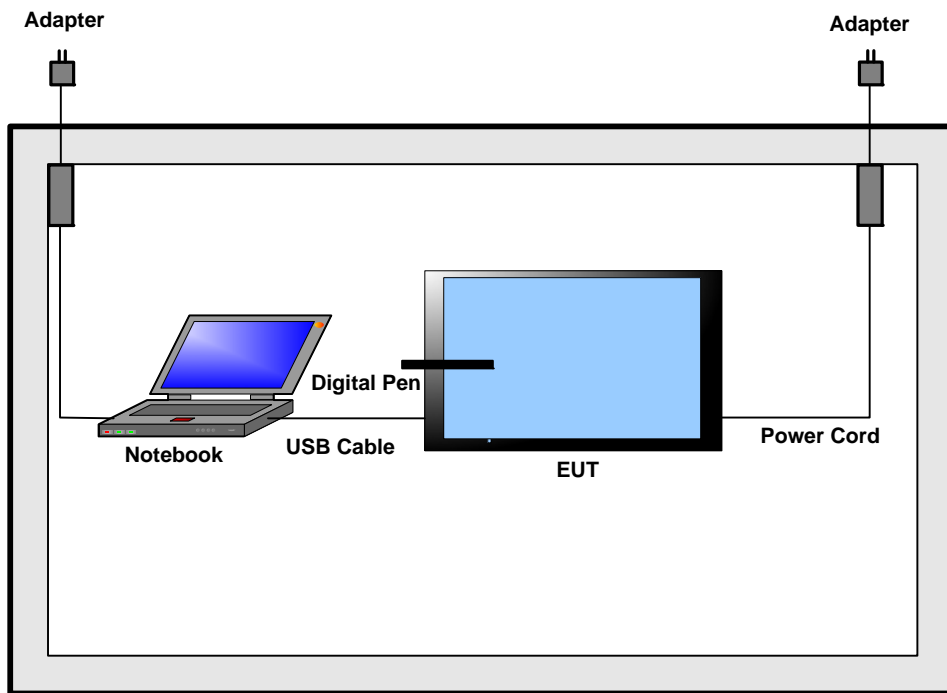 Adapter
Adapter
Digital Pen
USB Cable
Notebook
EUT
Power Cord